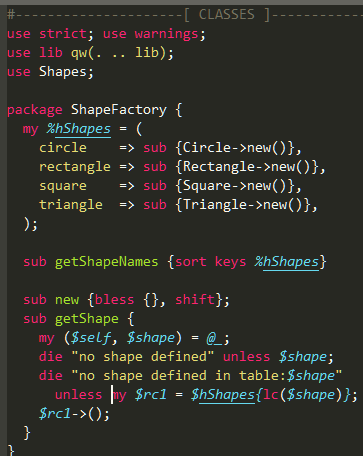 #--------------------[ CLASSES ]-----------
use strict; use warnings;
use lib qw(. .. lib);
use Shapes;
package ShapeFactory {
  my %hShapes = (
    circle    => sub {Circle->new()},
    rectangle => sub {Rectangle->new()},
    square    => sub {Square->new()},
    triangle  => sub {Triangle->new()},
  );
  sub getShapeNames {sort keys %hShapes}
  sub new {bless {}, shift};
  sub getShape {
    my ($self, $shape) = @_;
    die "no shape defined" unless $shape;
    die "no shape defined in table:$shape"
      unless my $rc1 = $hShapes{lc($shape)};
    $rc1->();
  }
}